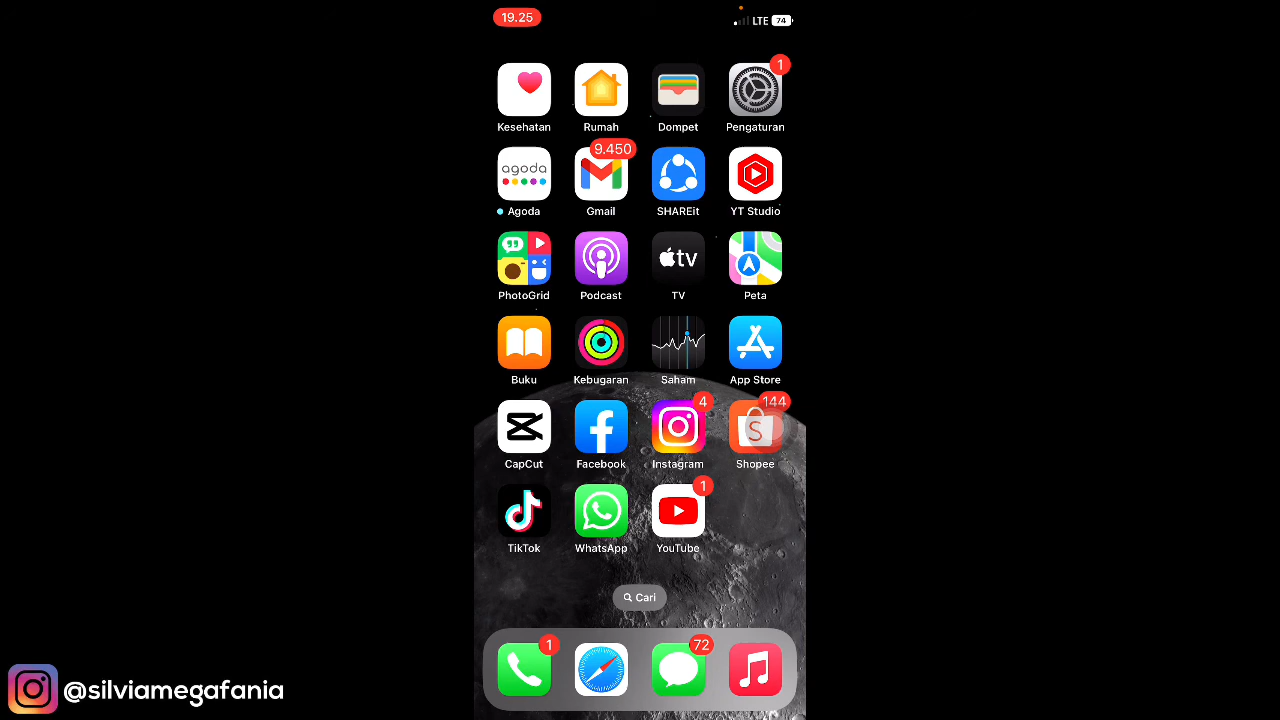 19.25
LTE 74
1
Kesehatan Rumah Dompet Pengaturan
agoda 9.450
Agoda Gmail SHAREit YT Studio
tv
PhotoGrid Podcast TV Peta
Buku Kebugaran Saham App Store
4 144
S
CapCut Facebook Instagram Shopee
1
TikTok WhatsApp YouTube
Cari
1 72
@silviamegafania